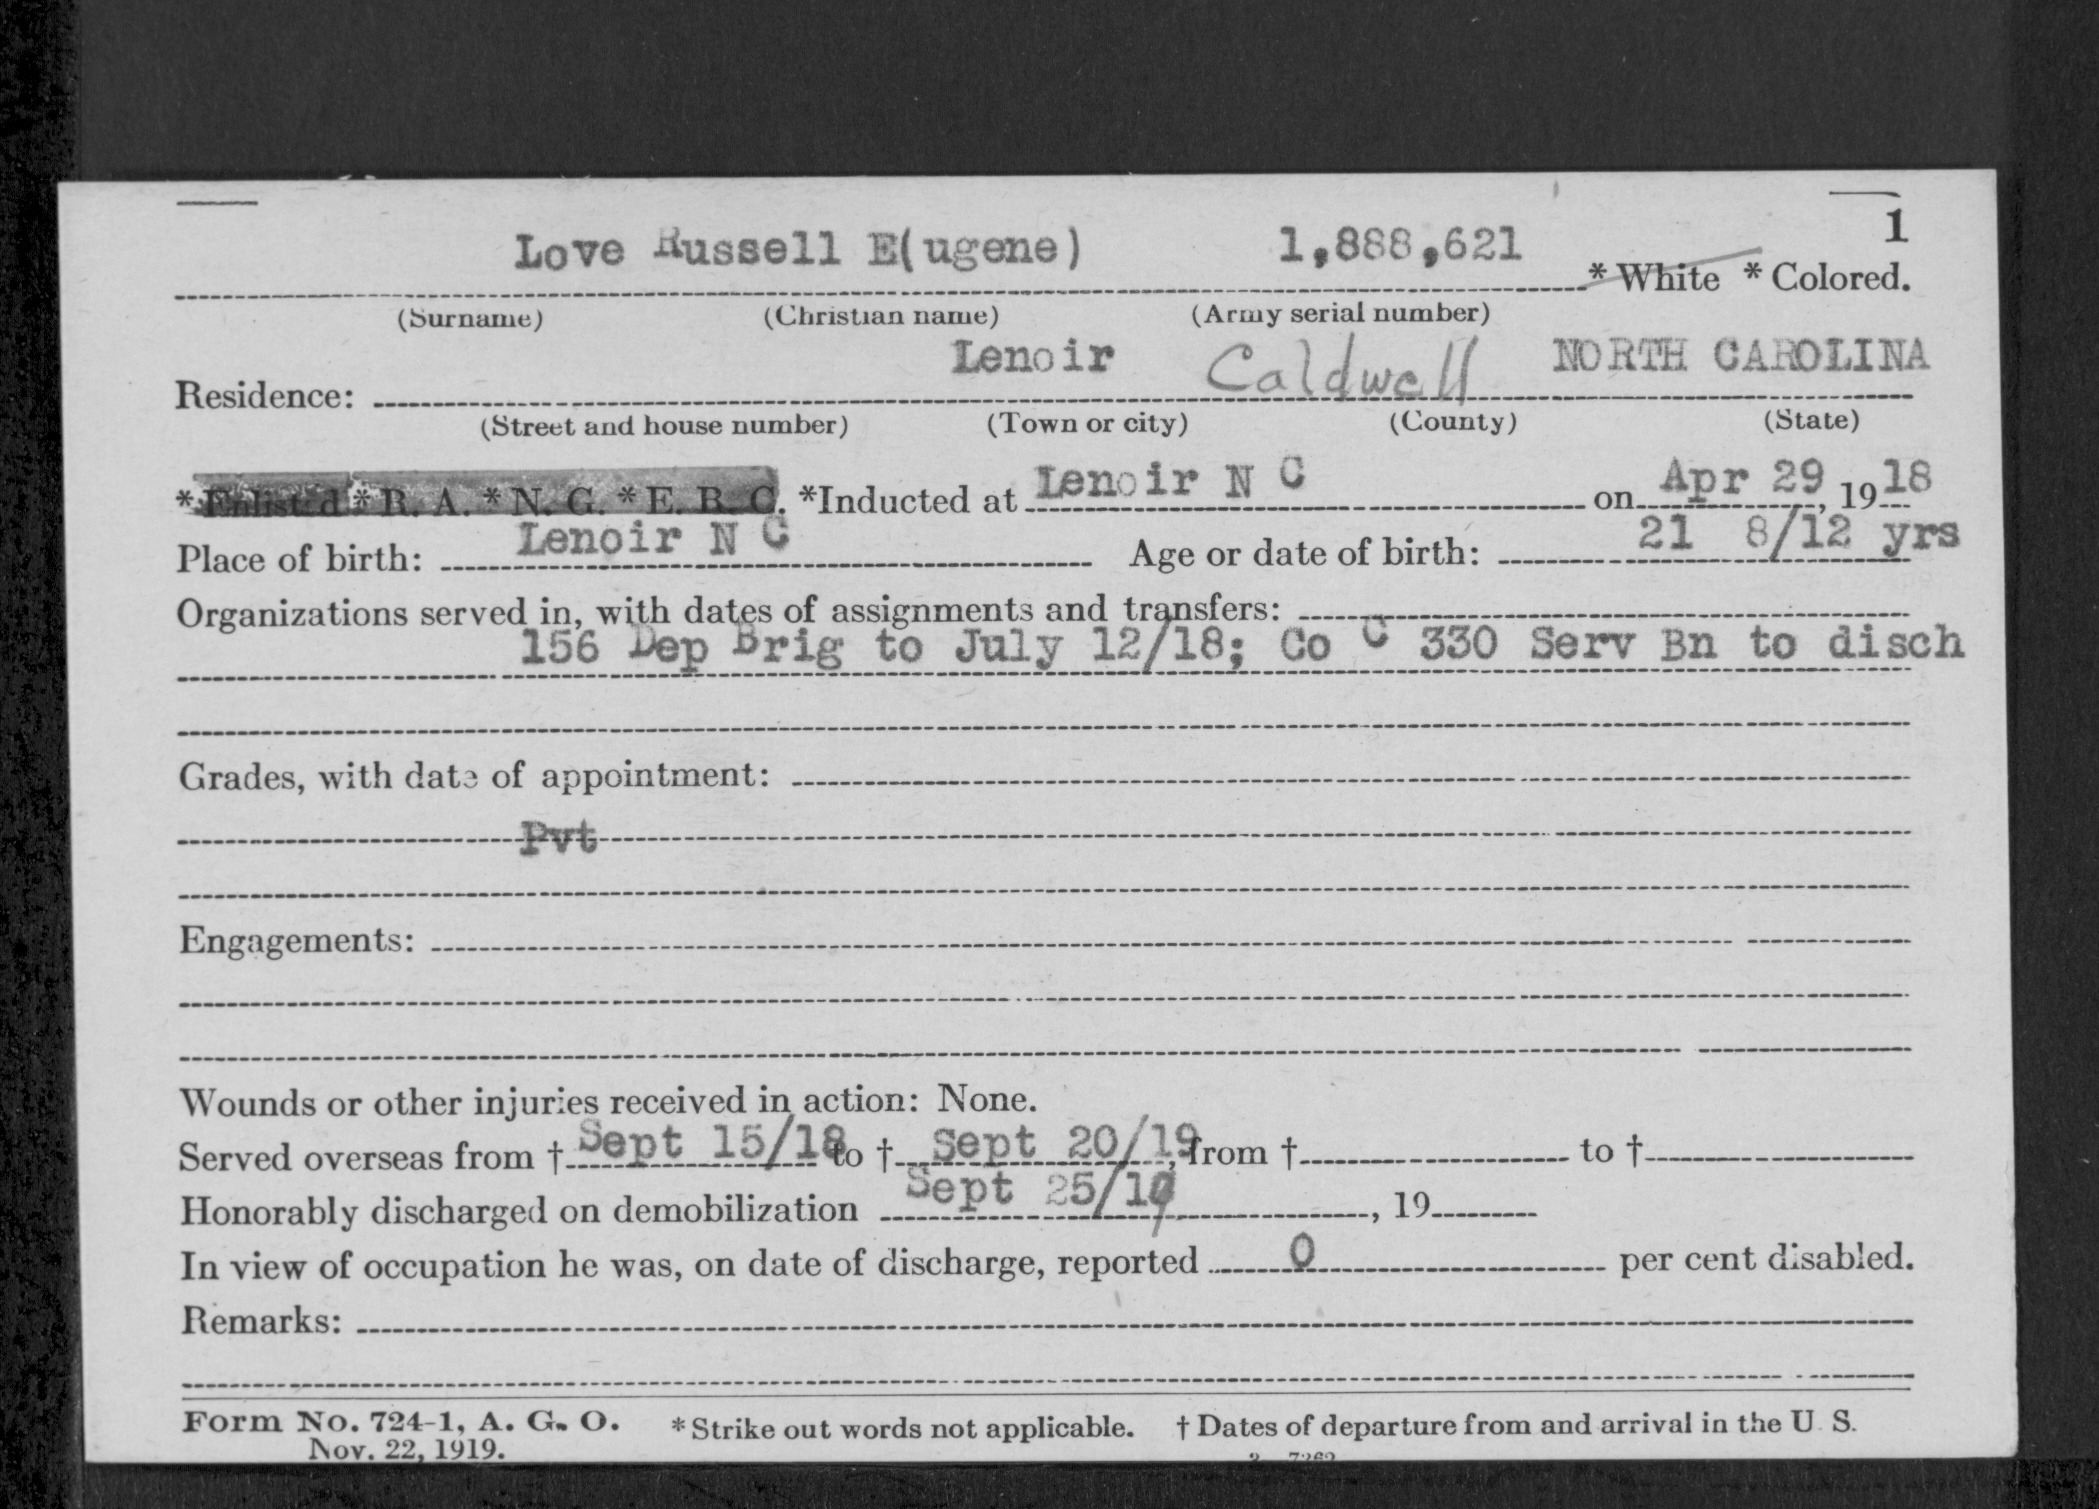 1
Love Russell E(ugene) 1,888,621 * White * Colored.
(Surname) (Christian name) (Army serial number)
Residence: Lenoir Caldwell NORTH CAROLINA
(Street and house number) (Town or city) (County) (State)
* Enlisted * R. A. * N. G. * E. R. C. *Inducted at Lenoir N C on Apr 29, 1918
Place of birth: Lenoir N C Age or date of birth: 21 8/12 yrs
Organizations served in, with dates of assignments and transfers:
156 Dep Brig to July 12/18; Co C 330 Serv Bn to disch
Grades, with date of appointment:
Pvt
Engagements:
Wounds or other injuries received in action: None.
Served overseas from † Sept 15/18 to † Sept 20/19, from † to †
Honorably discharged on demobilization Sept 25/19, 19
In view of occupation he was, on date of discharge, reported 0 per cent disabled.
Remarks:
Form No. 724-1, A. G. O. * Strike out words not applicable. † Dates of departure from and arrival in the U. S.
Nov. 22, 1919.